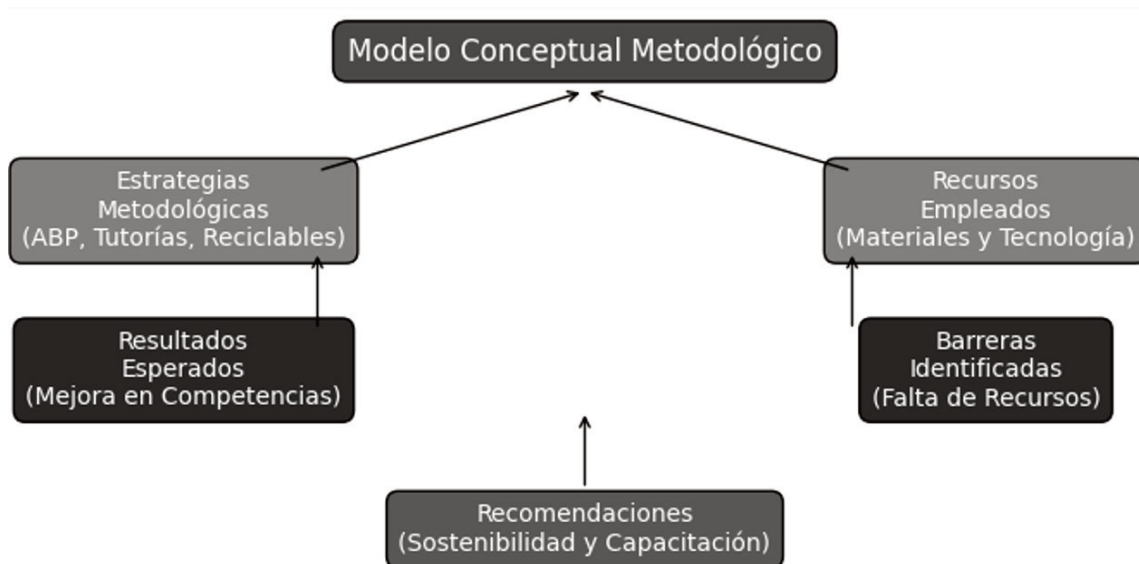 Modelo Conceptual Metodológico
Estrategias
Metodológicas
(ABP, Tutorías, Reciclables)
Recursos
Empleados
(Materiales y Tecnología)
Resultados
Esperados
(Mejora en Competencias)
Barreras
Identificadas
(Falta de Recursos)
Recomendaciones
(Sostenibilidad y Capacitación)